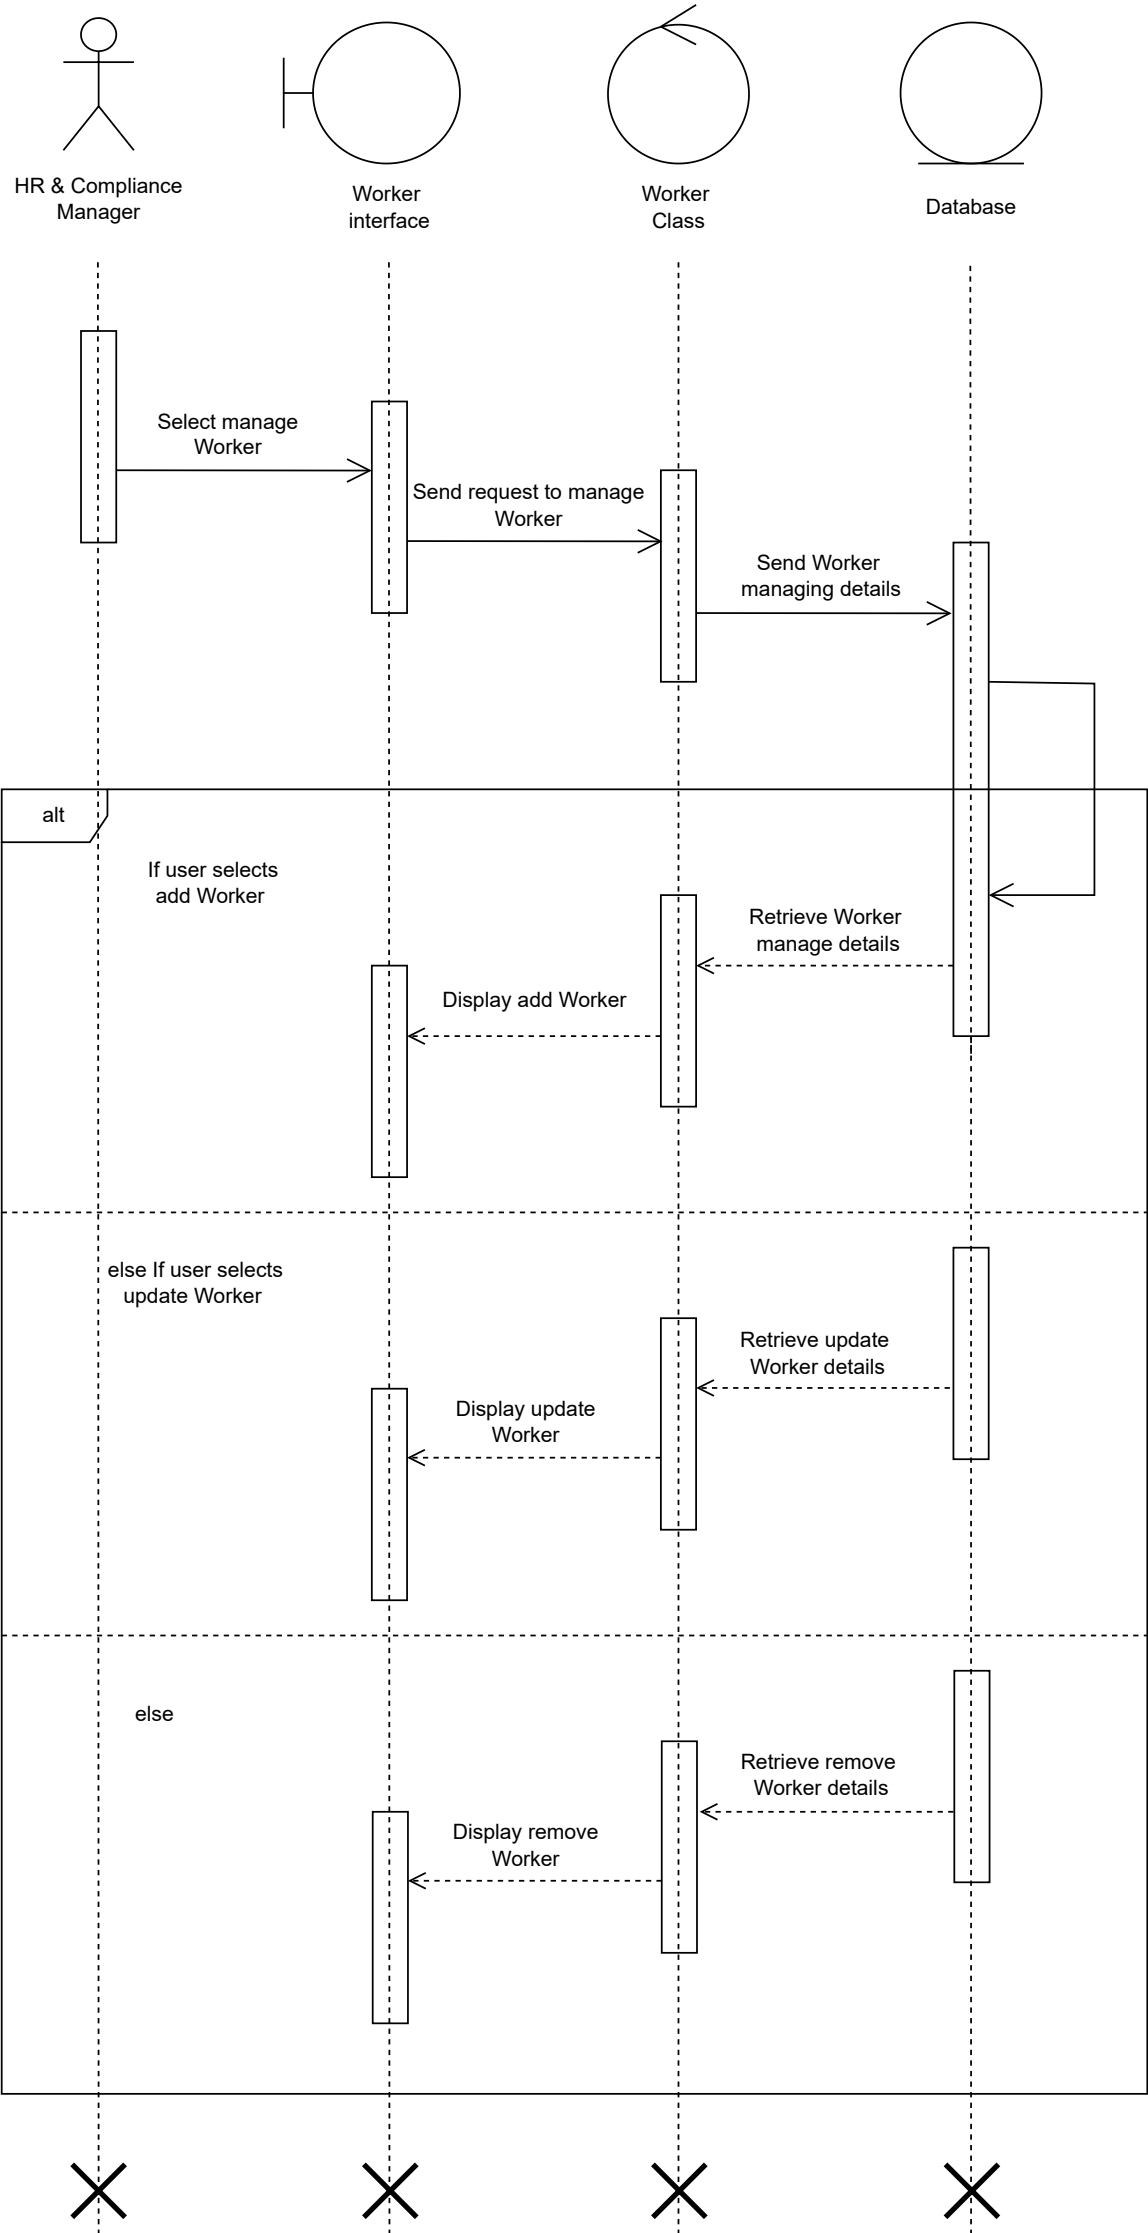 HR & Compliance
Manager
Worker
interface
Worker
Class
Database
Select manage
Worker
Send request to manage
Worker
Send Worker
managing details
alt
If user selects
add Worker
Retrieve Worker
manage details
Display add Worker
else If user selects
update Worker
Retrieve update
Worker details
Display update
Worker
else
Retrieve remove
Worker details
Display remove
Worker